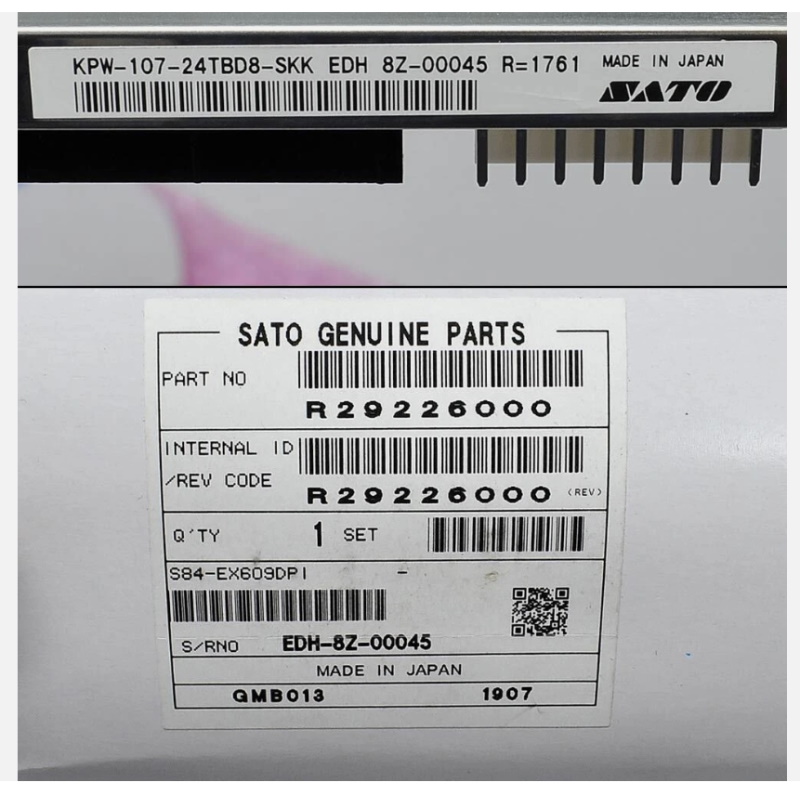 KPW-107-24TBD8-SKK EDH 8Z-00045 R=1761 MADE IN JAPAN
SATO
SATO GENUINE PARTS
PART NO
R29226000
INTERNAL ID
/REV CODE
R29226000 (REV)
Q'TY 1 SET
S84-EX609DPI -
S/RNO EDH-8Z-00045
MADE IN JAPAN
QMB013 1907